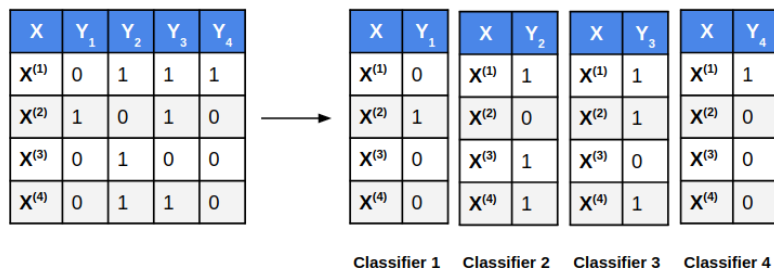 X Y₁ Y₂ Y₃ Y₄ X Y₁ X Y₂ X Y₃ X Y₄
X⁽¹⁾ 0 1 1 1 X⁽¹⁾ 0 X⁽¹⁾ 1 X⁽¹⁾ 1 X⁽¹⁾ 1
X⁽²⁾ 1 0 1 0 X⁽²⁾ 1 X⁽²⁾ 0 X⁽²⁾ 1 X⁽²⁾ 0
X⁽³⁾ 0 1 0 0 X⁽³⁾ 0 X⁽³⁾ 1 X⁽³⁾ 0 X⁽³⁾ 0
X⁽⁴⁾ 0 1 1 0 X⁽⁴⁾ 0 X⁽⁴⁾ 1 X⁽⁴⁾ 1 X⁽⁴⁾ 0
Classifier 1 Classifier 2 Classifier 3 Classifier 4